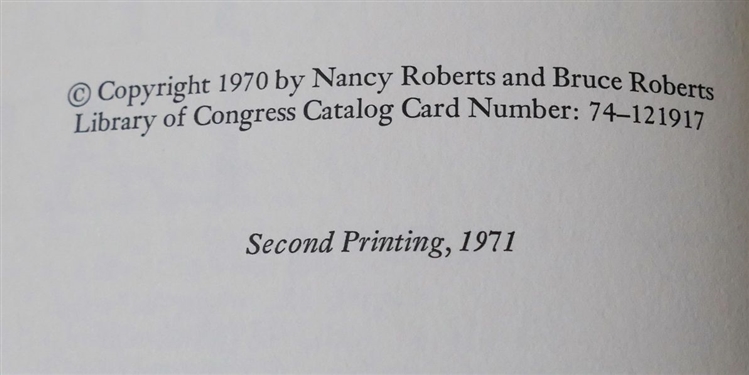 © Copyright 1970 by Nancy Roberts and Bruce Roberts
Library of Congress Catalog Card Number: 74–121917
Second Printing, 1971